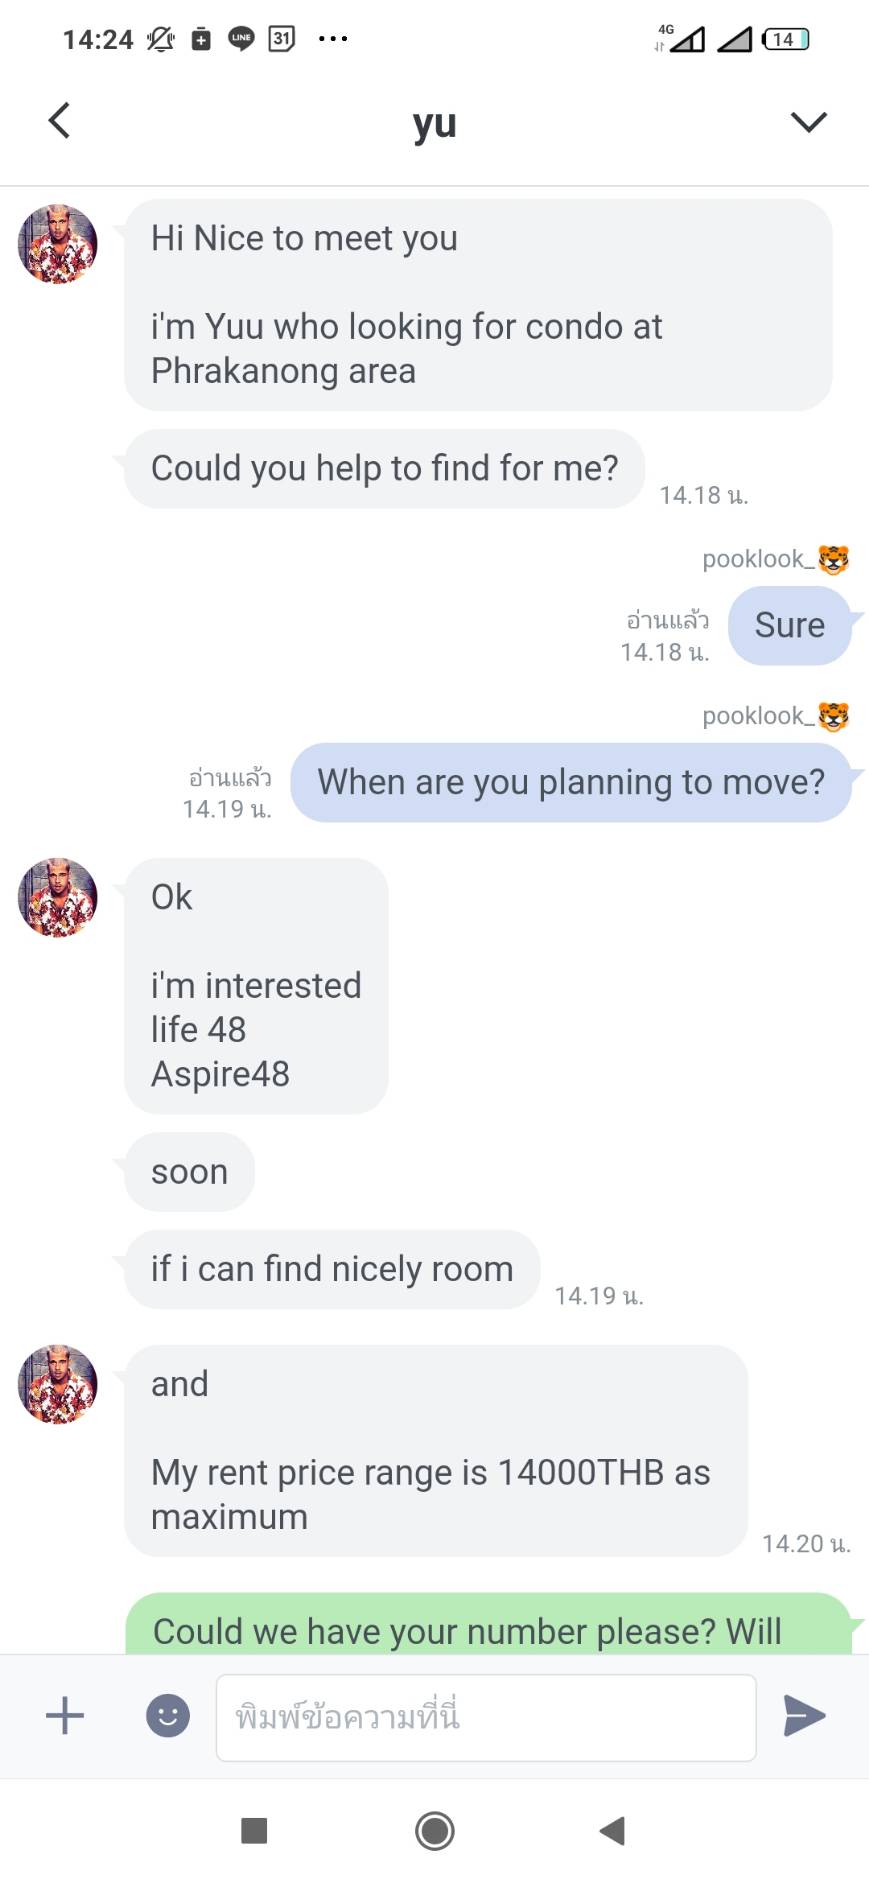 14:24
LINE
31
4G
14
yu
Hi Nice to meet you
i'm Yuu who looking for condo at
Phrakanong area
Could you help to find for me?
14.18 น.
pooklook_🐯
Sure
อ่านแล้ว
14.18 น.
pooklook_🐯
When are you planning to move?
อ่านแล้ว
14.19 น.
Ok
i'm interested
life 48
Aspire48
soon
if i can find nicely room
14.19 น.
and
My rent price range is 14000THB as
maximum
14.20 น.
Could we have your number please? Will
พิมพ์ข้อความที่นี่